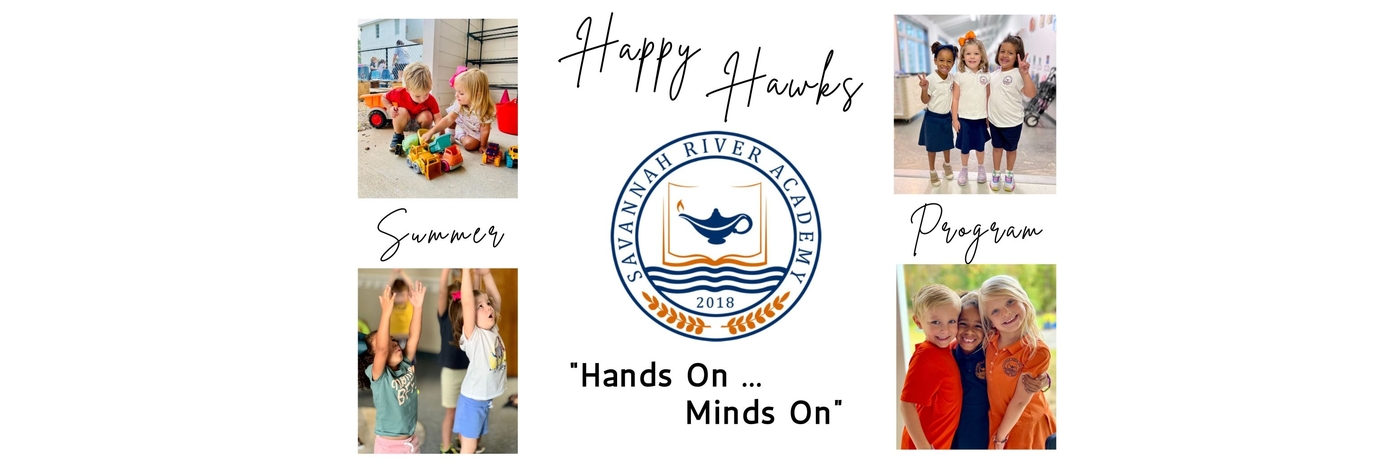 Happy
Hawks
Summer
Program
SAVANNAH RIVER ACADEMY
2018
"Hands On ...
Minds On"